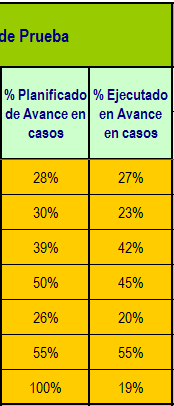 de Prueba
% Planificado % Ejecutado
de Avance en en Avance
casos en casos
28% 27%
30% 23%
39% 42%
50% 45%
26% 20%
55% 55%
100% 19%